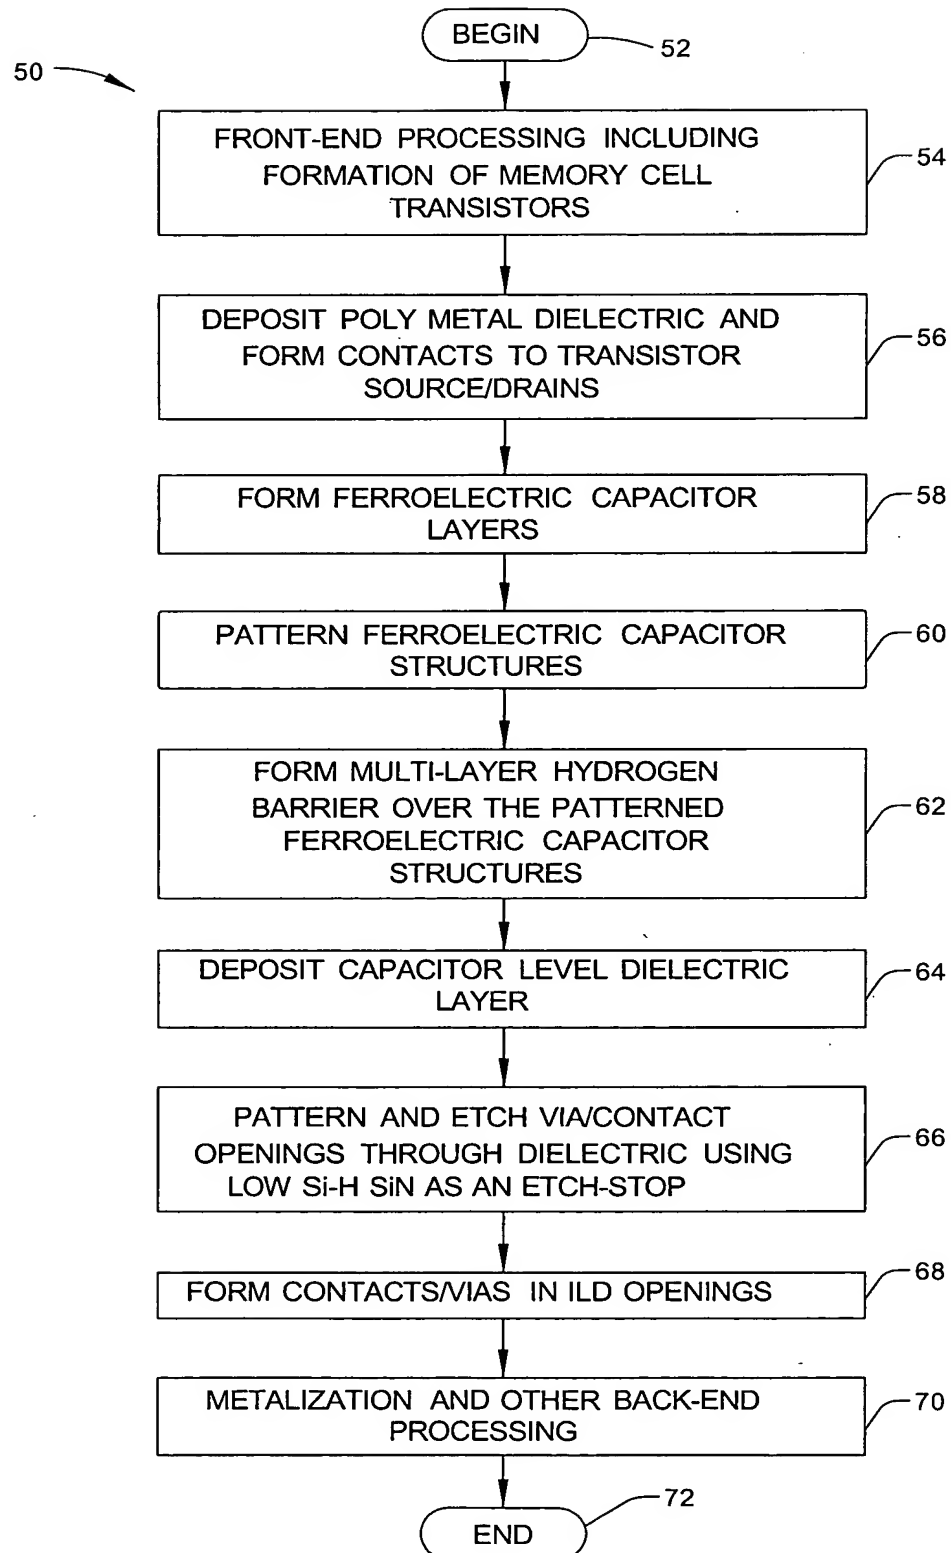 BEGIN
52
50
FRONT-END PROCESSING INCLUDING
FORMATION OF MEMORY CELL
TRANSISTORS
54
DEPOSIT POLY METAL DIELECTRIC AND
FORM CONTACTS TO TRANSISTOR
SOURCE/DRAINS
56
FORM FERROELECTRIC CAPACITOR
LAYERS
58
PATTERN FERROELECTRIC CAPACITOR
STRUCTURES
60
FORM MULTI-LAYER HYDROGEN
BARRIER OVER THE PATTERNED
FERROELECTRIC CAPACITOR
STRUCTURES
62
DEPOSIT CAPACITOR LEVEL DIELECTRIC
LAYER
64
PATTERN AND ETCH VIA/CONTACT
OPENINGS THROUGH DIELECTRIC USING
LOW Si-H SiN AS AN ETCH-STOP
66
FORM CONTACTS/VIAS IN ILD OPENINGS
68
METALIZATION AND OTHER BACK-END
PROCESSING
70
72
END